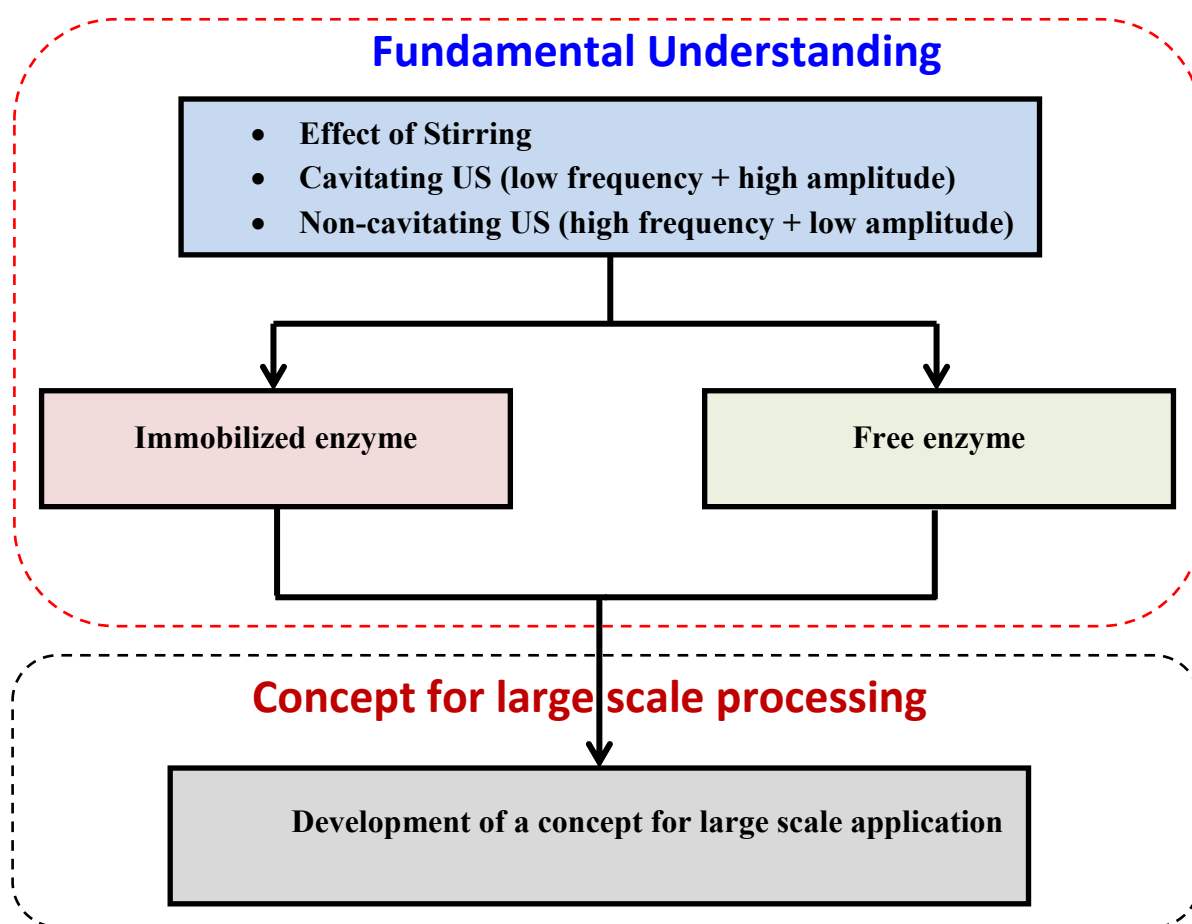 Fundamental Understanding
• Effect of Stirring
• Cavitating US (low frequency + high amplitude)
• Non-cavitating US (high frequency + low amplitude)
Immobilized enzyme
Free enzyme
Concept for large scale processing
Development of a concept for large scale application